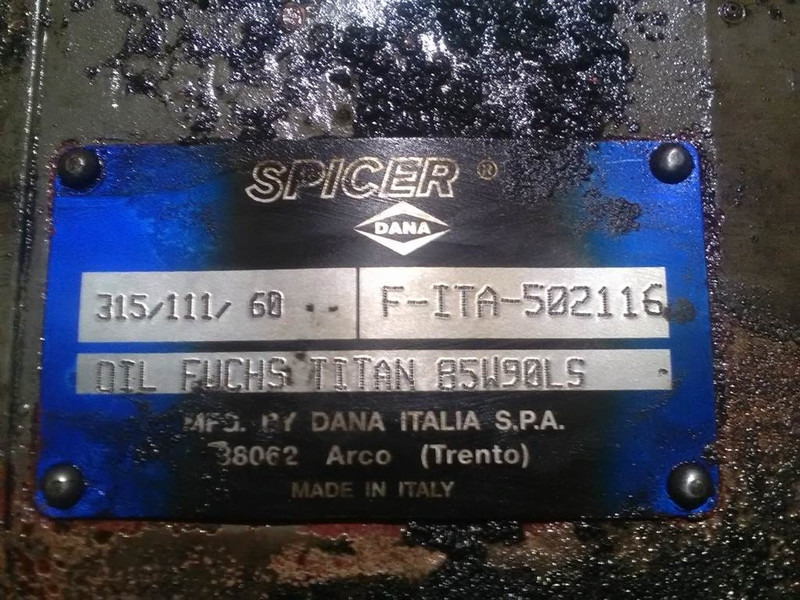 SPICER ®
DANA
315/111/ 60 F-ITA-502116
OIL FUCHS TITAN 85W90LS
MFG. BY DANA ITALIA S.P.A.
38062 Arco (Trento)
MADE IN ITALY